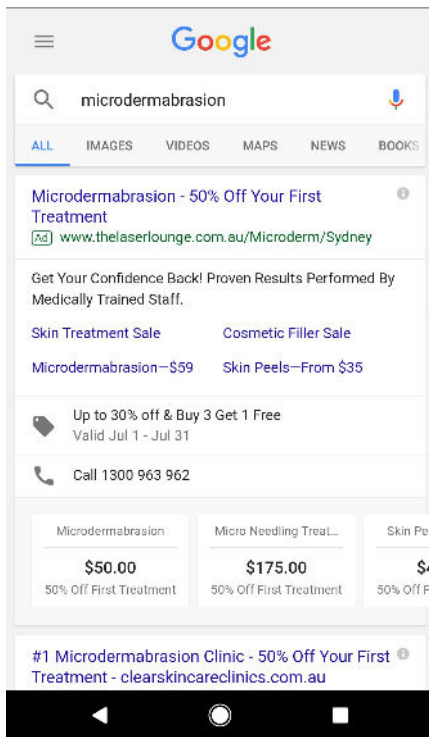 Google
microdermabrasion
ALL IMAGES VIDEOS MAPS NEWS BOOKS
Microdermabrasion - 50% Off Your First
Treatment
Ad www.thelaserlounge.com.au/Microderm/Sydney
Get Your Confidence Back! Proven Results Performed By
Medically Trained Staff.
Skin Treatment Sale Cosmetic Filler Sale
Microdermabrasion—$59 Skin Peels—From $35
Up to 30% off & Buy 3 Get 1 Free
Valid Jul 1 - Jul 31
Call 1300 963 962
Microdermabrasion Micro Needling Treat... Skin Pe
$50.00 $175.00
50% Off First Treatment 50% Off First Treatment 50% Off F
#1 Microdermabrasion Clinic - 50% Off Your First
Treatment - clearskincareclinics.com.au